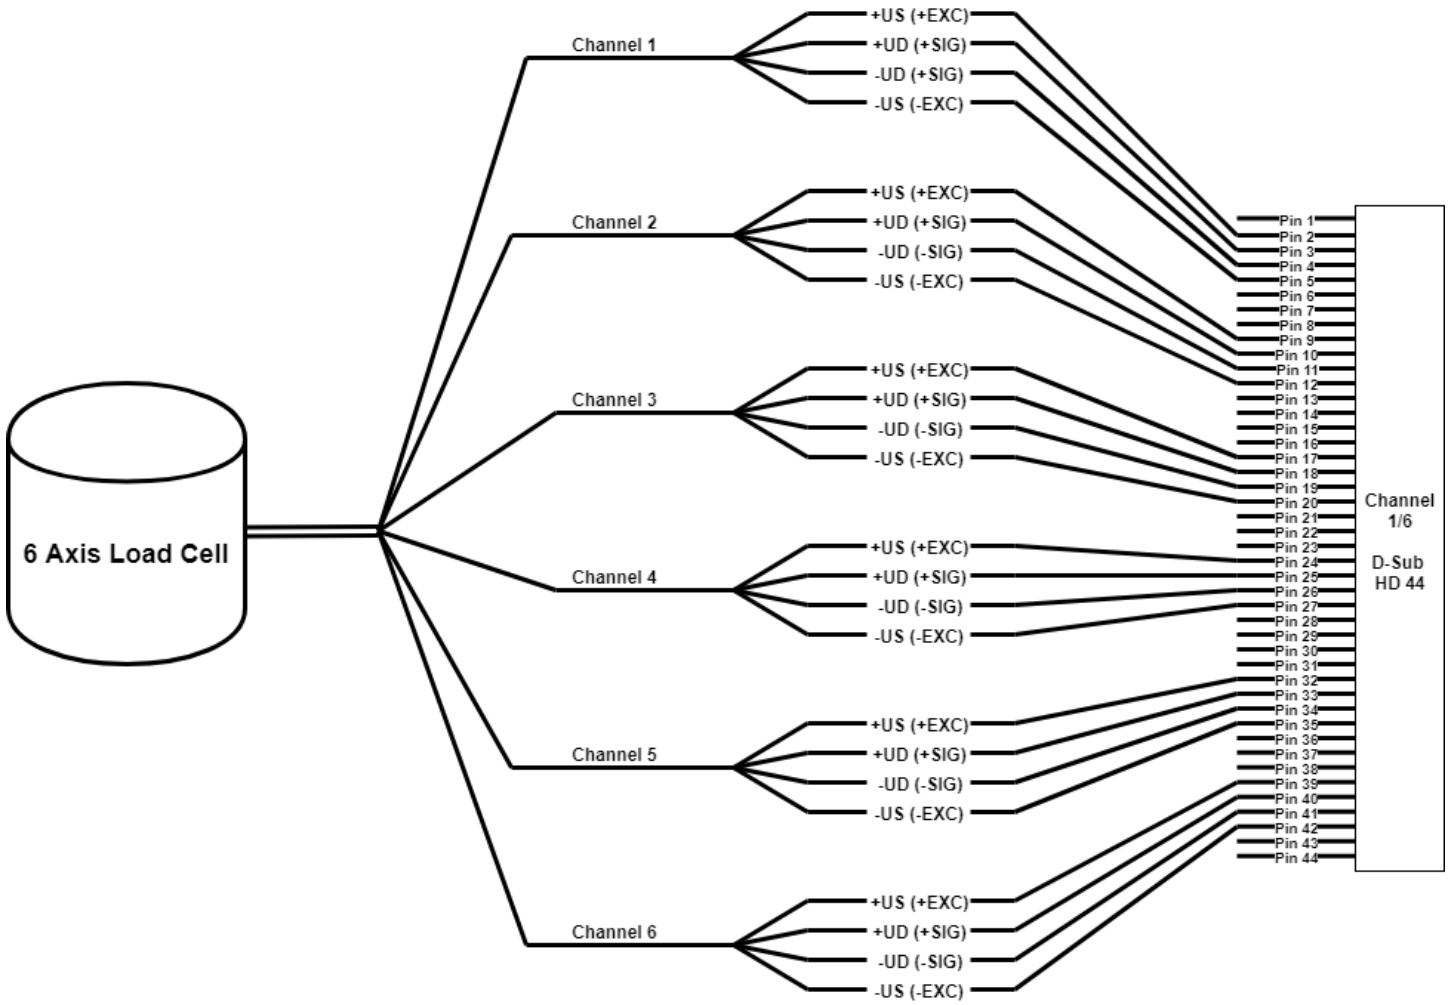 Channel 1
+US (+EXC)
+UD (+SIG)
-UD (+SIG)
-US (-EXC)
Channel 2
+US (+EXC)
+UD (+SIG)
-UD (-SIG)
-US (-EXC)
Channel 3
+US (+EXC)
+UD (+SIG)
-UD (-SIG)
-US (-EXC)
6 Axis Load Cell
Channel 4
+US (+EXC)
+UD (+SIG)
-UD (-SIG)
-US (-EXC)
Channel 5
+US (+EXC)
+UD (+SIG)
-UD (-SIG)
-US (-EXC)
Channel 6
+US (+EXC)
+UD (+SIG)
-UD (-SIG)
-US (-EXC)
Pin 1
Pin 2
Pin 3
Pin 4
Pin 5
Pin 6
Pin 7
Pin 8
Pin 9
Pin 10
Pin 11
Pin 12
Pin 13
Pin 14
Pin 15
Pin 16
Pin 17
Pin 18
Pin 19
Pin 20
Pin 21
Pin 22
Pin 23
Pin 24
Pin 25
Pin 26
Pin 27
Pin 28
Pin 29
Pin 30
Pin 31
Pin 32
Pin 33
Pin 34
Pin 35
Pin 36
Pin 37
Pin 38
Pin 39
Pin 40
Pin 41
Pin 42
Pin 43
Pin 44
Channel
1/6
D-Sub
HD 44